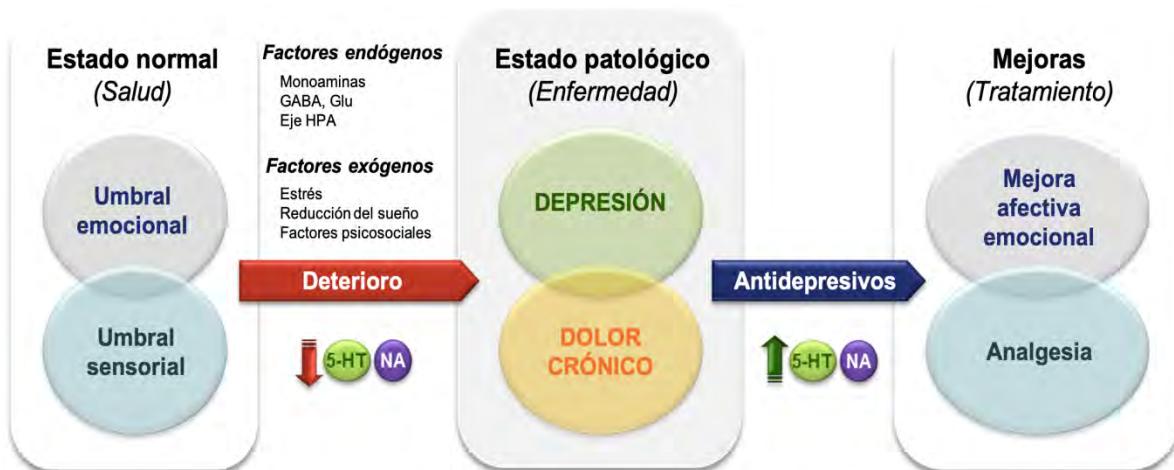 Estado normal
(Salud)
Umbral
emocional
Umbral
sensorial
Factores endógenos
Monoaminas
GABA, Glu
Eje HPA
Factores exógenos
Estrés
Reducción del sueño
Factores psicosociales
Deterioro
5-HT NA
Estado patológico
(Enfermedad)
DEPRESIÓN
DOLOR
CRÓNICO
Antidepresivos
5-HT NA
Mejoras
(Tratamiento)
Mejora
afectiva
emocional
Analgesia